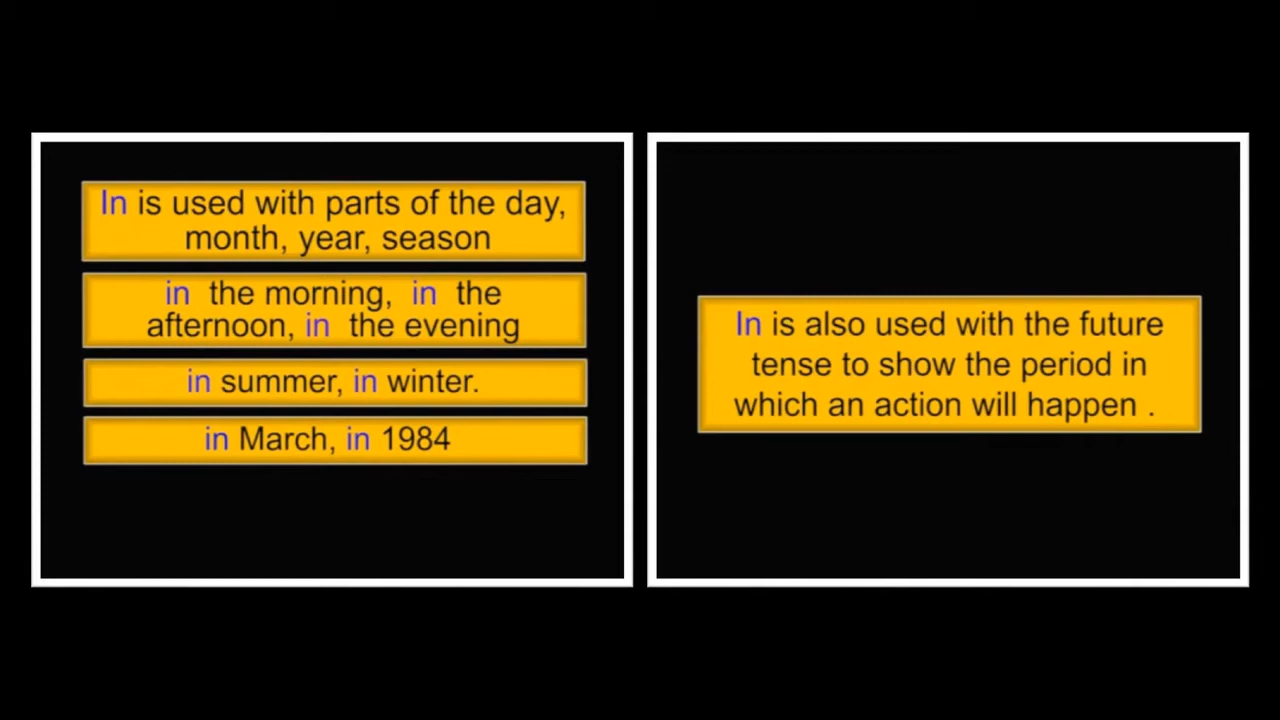 In is used with parts of the day,
month, year, season
in the morning, in the
afternoon, in the evening
in summer, in winter.
in March, in 1984
In is also used with the future
tense to show the period in
which an action will happen .